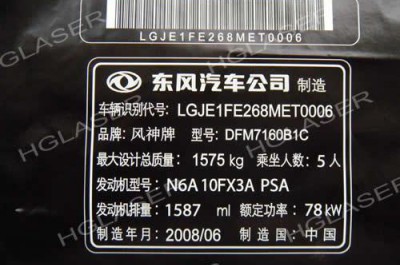 LGJE1FE268MET0006
东风汽车公司 制造
车辆识别代号: LGJE1FE268MET0006
品牌: 风神牌 型号: DFM7160B1C
最大设计总质量: 1575 kg 乘坐人数: 5 人
发动机型号: N6A 10FX3A PSA
发动机排量: 1587 ml 额定功率: 78 kW
制造年月: 2008/06 制造国: 中国
HGLASER
HGLASER
HGLASER
HGLASER
HGLASER